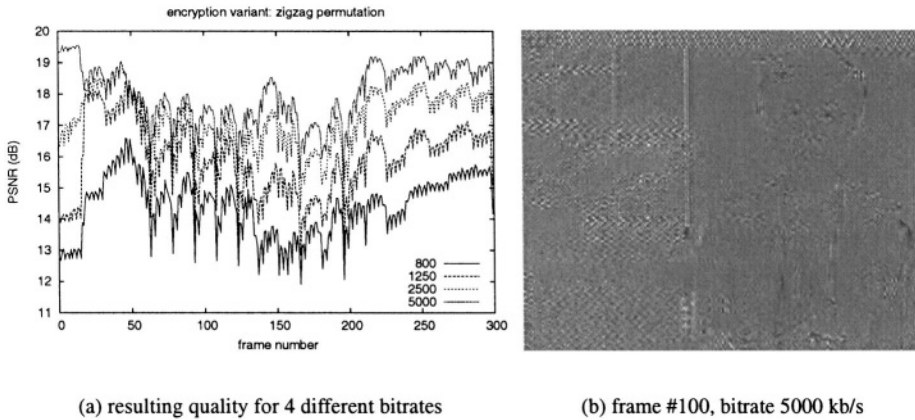 encryption variant: zigzag permutation
20
19
18
17
16
15
14
13
12
11
PSNR (dB)
800
1250
2500
5000
0 50 100 150 200 250 300
frame number
(a) resulting quality for 4 different bitrates
(b) frame #100, bitrate 5000 kb/s